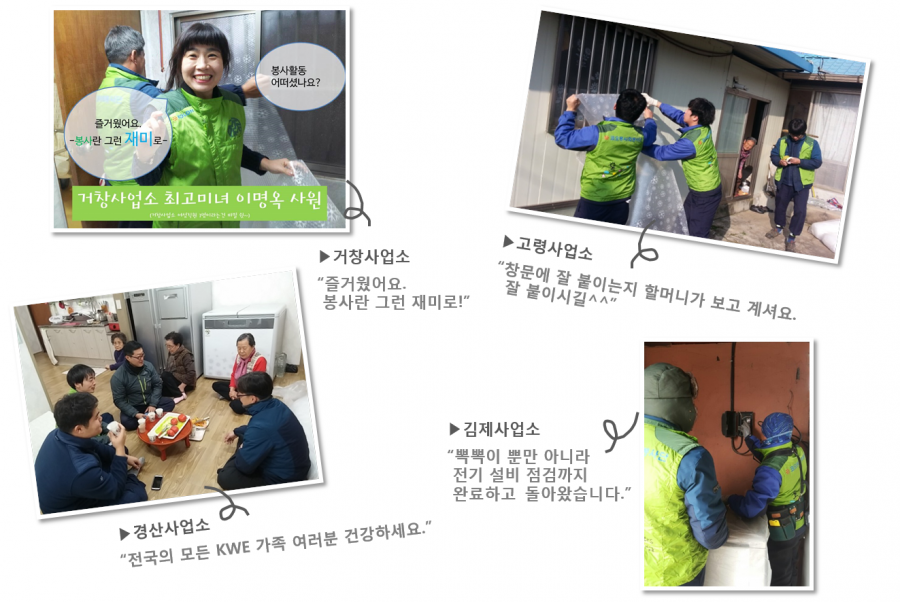 봉사활동
어떠셨나요?
즐거웠어요.
-봉사란 그런 재미로-
거창사업소 최고미녀 이명옥 사원
▶거창사업소
“즐거웠어요.
봉사란 그런 재미로!”
▶고령사업소
“창문에 잘 붙이는지 할머니가 보고 계셔요.
잘 붙이시길^^”
▶김제사업소
“뽁뽁이 뿐만 아니라
전기 설비 점검까지
완료하고 돌아왔습니다.”
▶경산사업소
“전국의 모든 KWE 가족 여러분 건강하세요.”